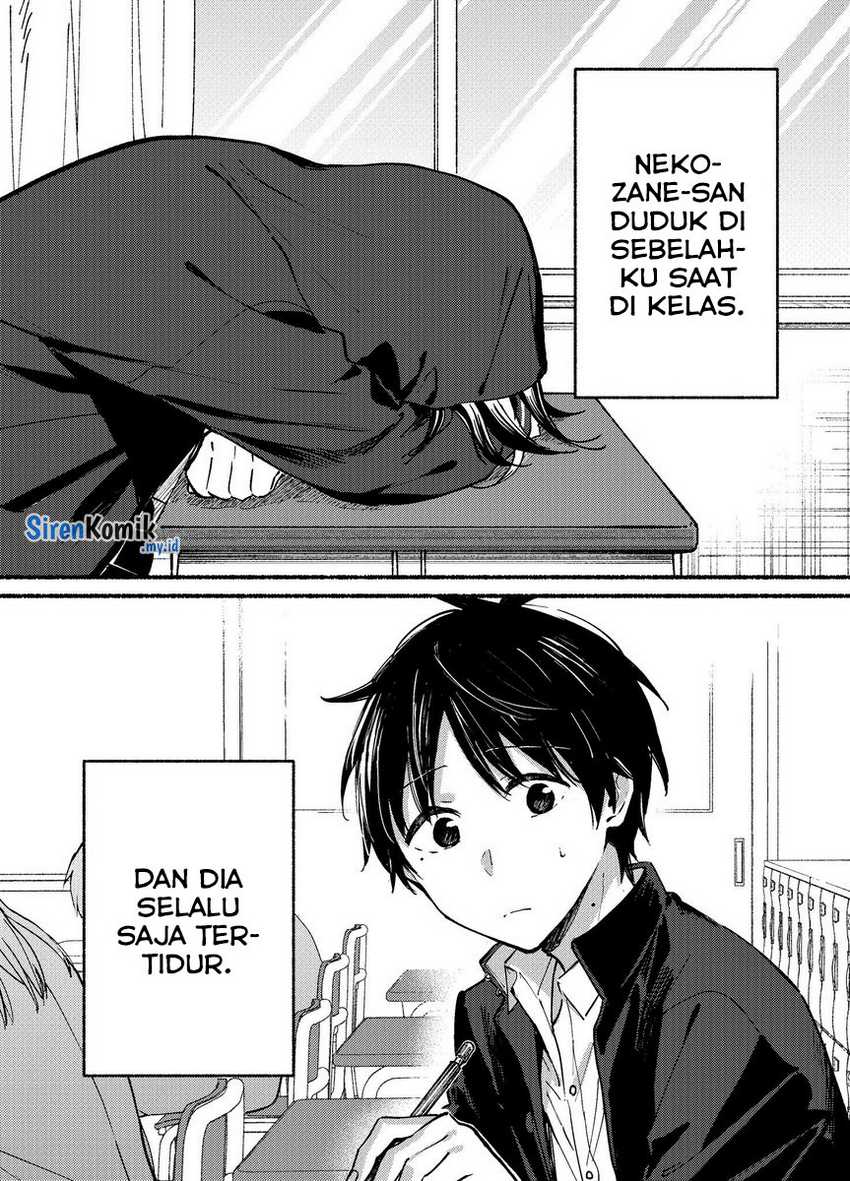 NEKO-
ZANE-SAN
DUDUK DI
SEBELAH-
KU SAAT
DI KELAS.
SirenKomik
.my.id
DAN DIA
SELALU
SAJA TER-
TIDUR.